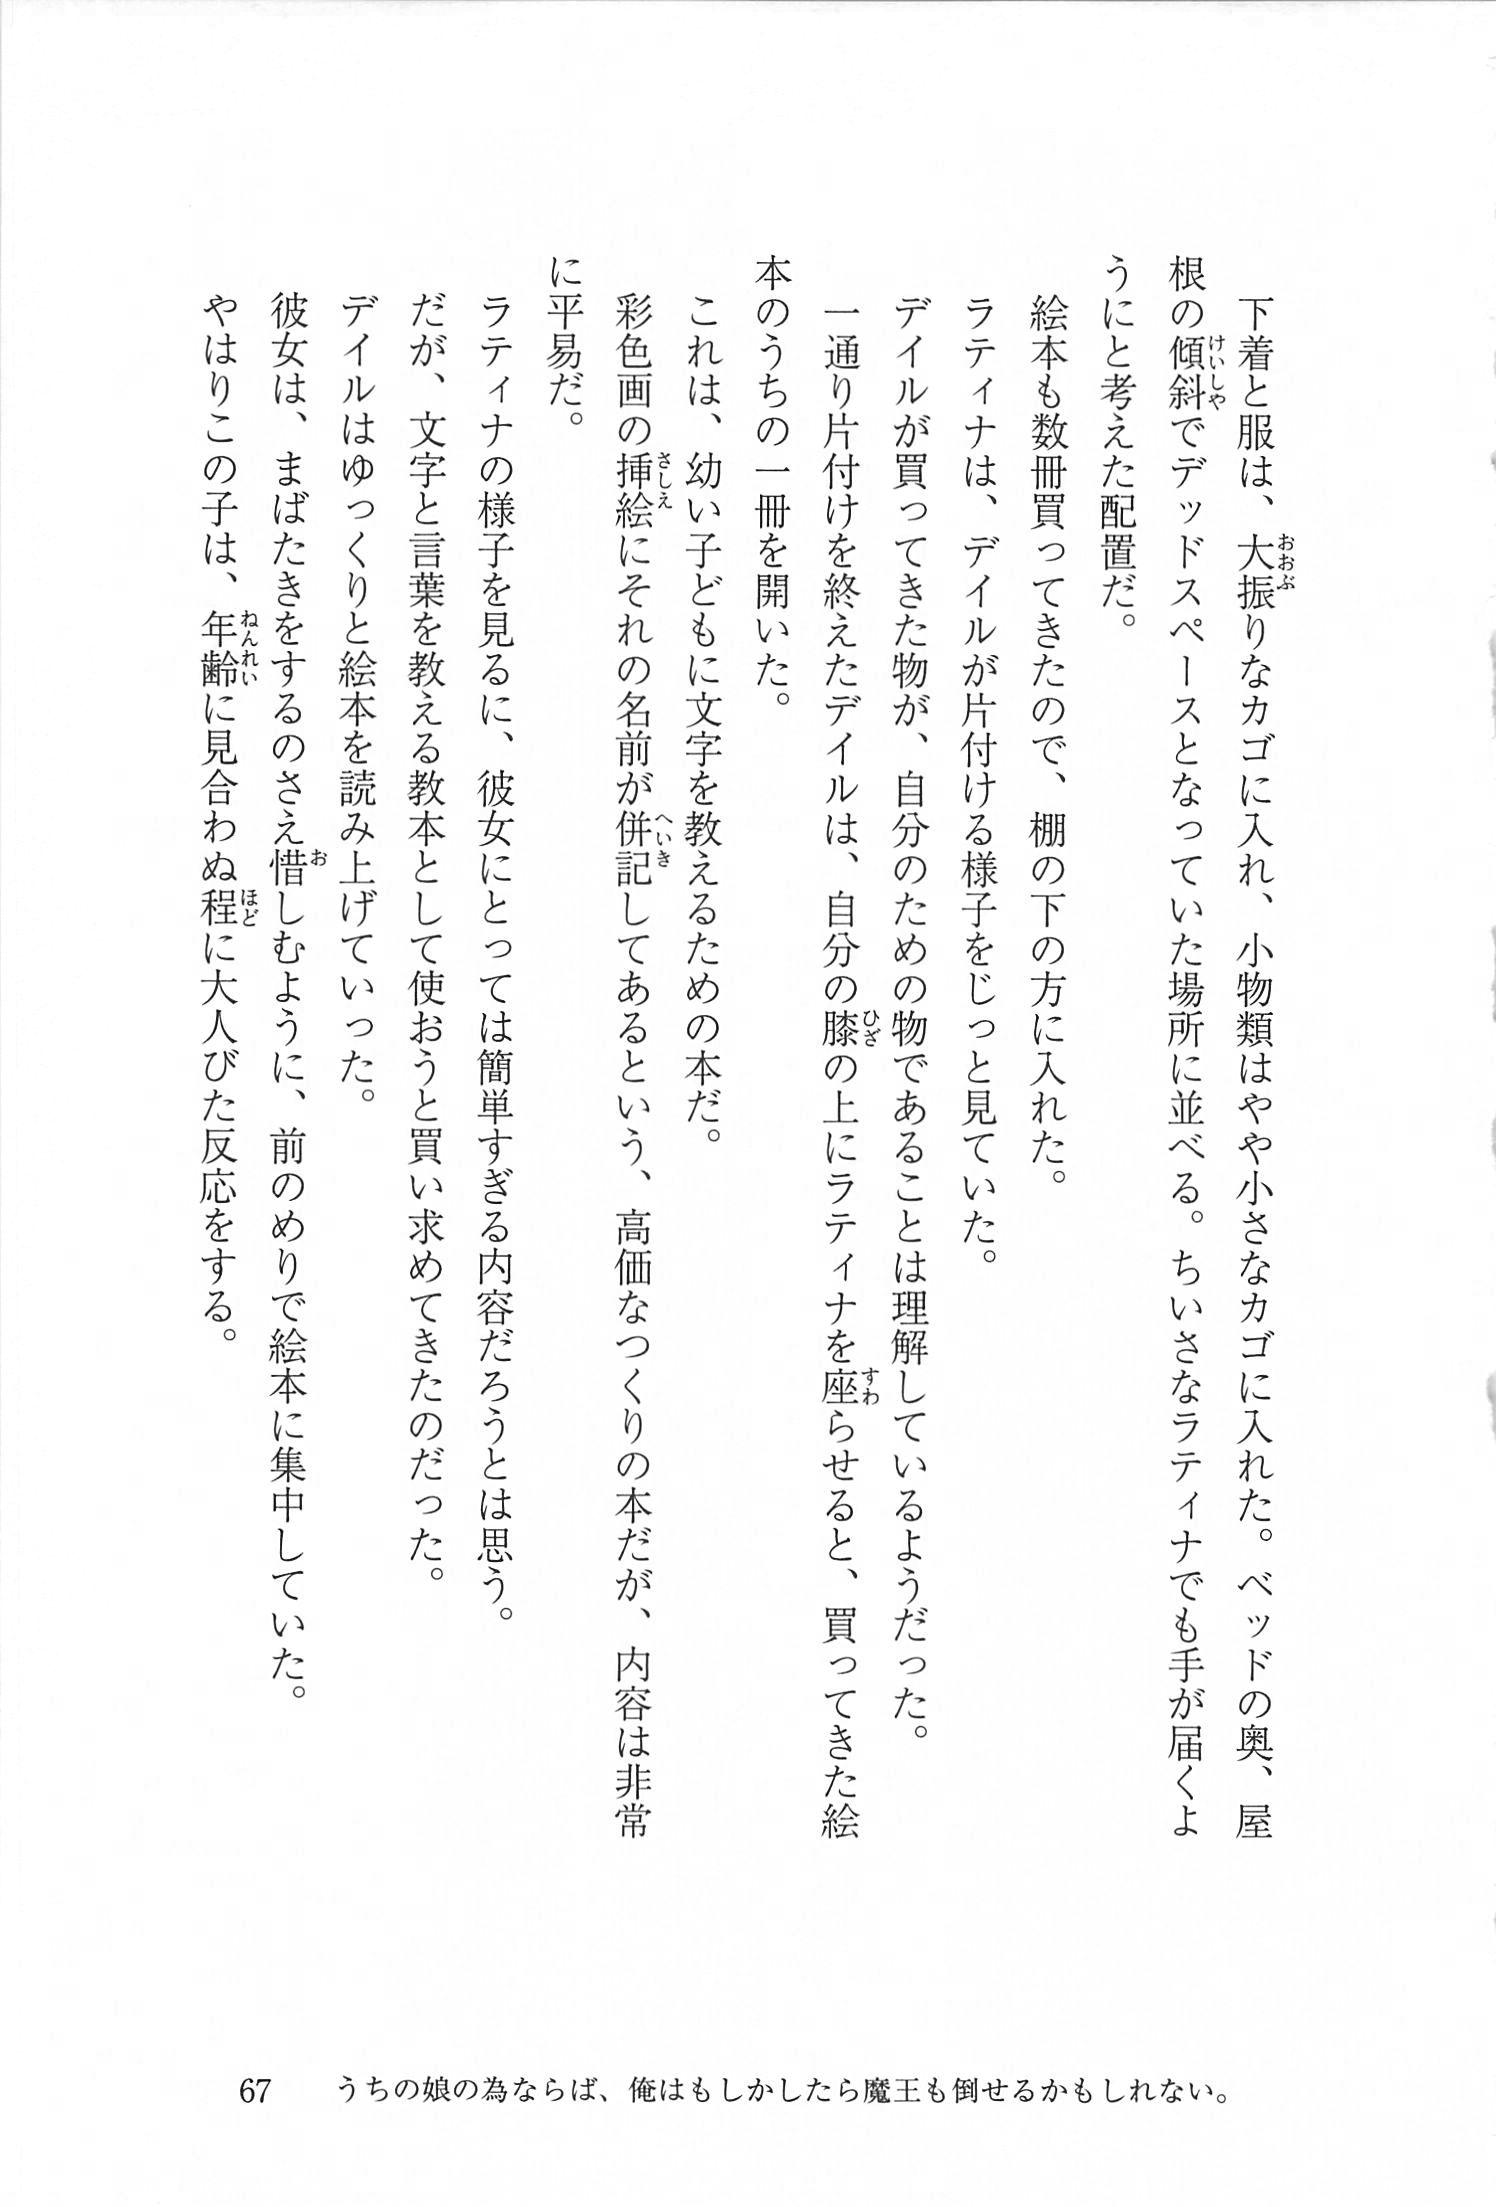 下着と服は、大振りなカゴに入れ、小物類はやや小さなカゴに入れた。ベッドの奥、屋
根の傾斜でデッドスペースとなっていた場所に並べる。ちいさなラティナでも手が届くよ
うにと考えた配置だ。
絵本も数冊買ってきたので、棚の下の方に入れた。
ラティナは、デイルが片付ける様子をじっと見ていた。
デイルが買ってきた物が、自分のための物であることは理解しているようだった。
一通り片付けを終えたデイルは、自分の膝の上にラティナを座らせると、買ってきた絵
本のうちの一冊を開いた。
これは、幼い子どもに文字を教えるための本だ。
彩色画の挿絵にそれの名前が併記してあるという、高価なつくりの本だが、内容は非常
に平易だ。
ラティナの様子を見るに、彼女にとっては簡単すぎる内容だろうとは思う。
だが、文字と言葉を教える教本として使おうと買い求めてきたのだった。
デイルはゆっくりと絵本を読み上げていった。
彼女は、まばたきをするのさえ惜しむように、前のめりで絵本に集中していた。
やはりこの子は、年齢に見合わぬ程に大人びた反応をする。
67 うちの娘の為ならば、俺はもしかしたら魔王も倒せるかもしれない。